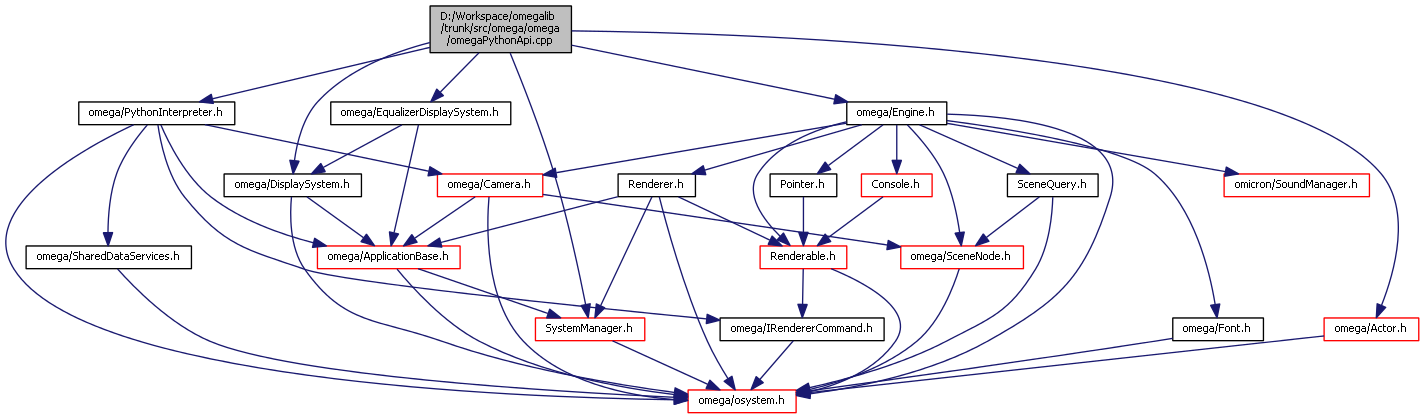 D:/Workspace/omegalib
/trunk/src/omega/omega
/omegaPythonApi.cpp
omega/PythonInterpreter.h
omega/EqualizerDisplaySystem.h
omega/Engine.h
omega/DisplaySystem.h
omega/Camera.h
Renderer.h
Pointer.h
Console.h
SceneQuery.h
omicron/SoundManager.h
omega/SharedDataServices.h
omega/ApplicationBase.h
Renderable.h
omega/SceneNode.h
SystemManager.h
omega/IRendererCommand.h
omega/Font.h
omega/Actor.h
omega/osystem.h